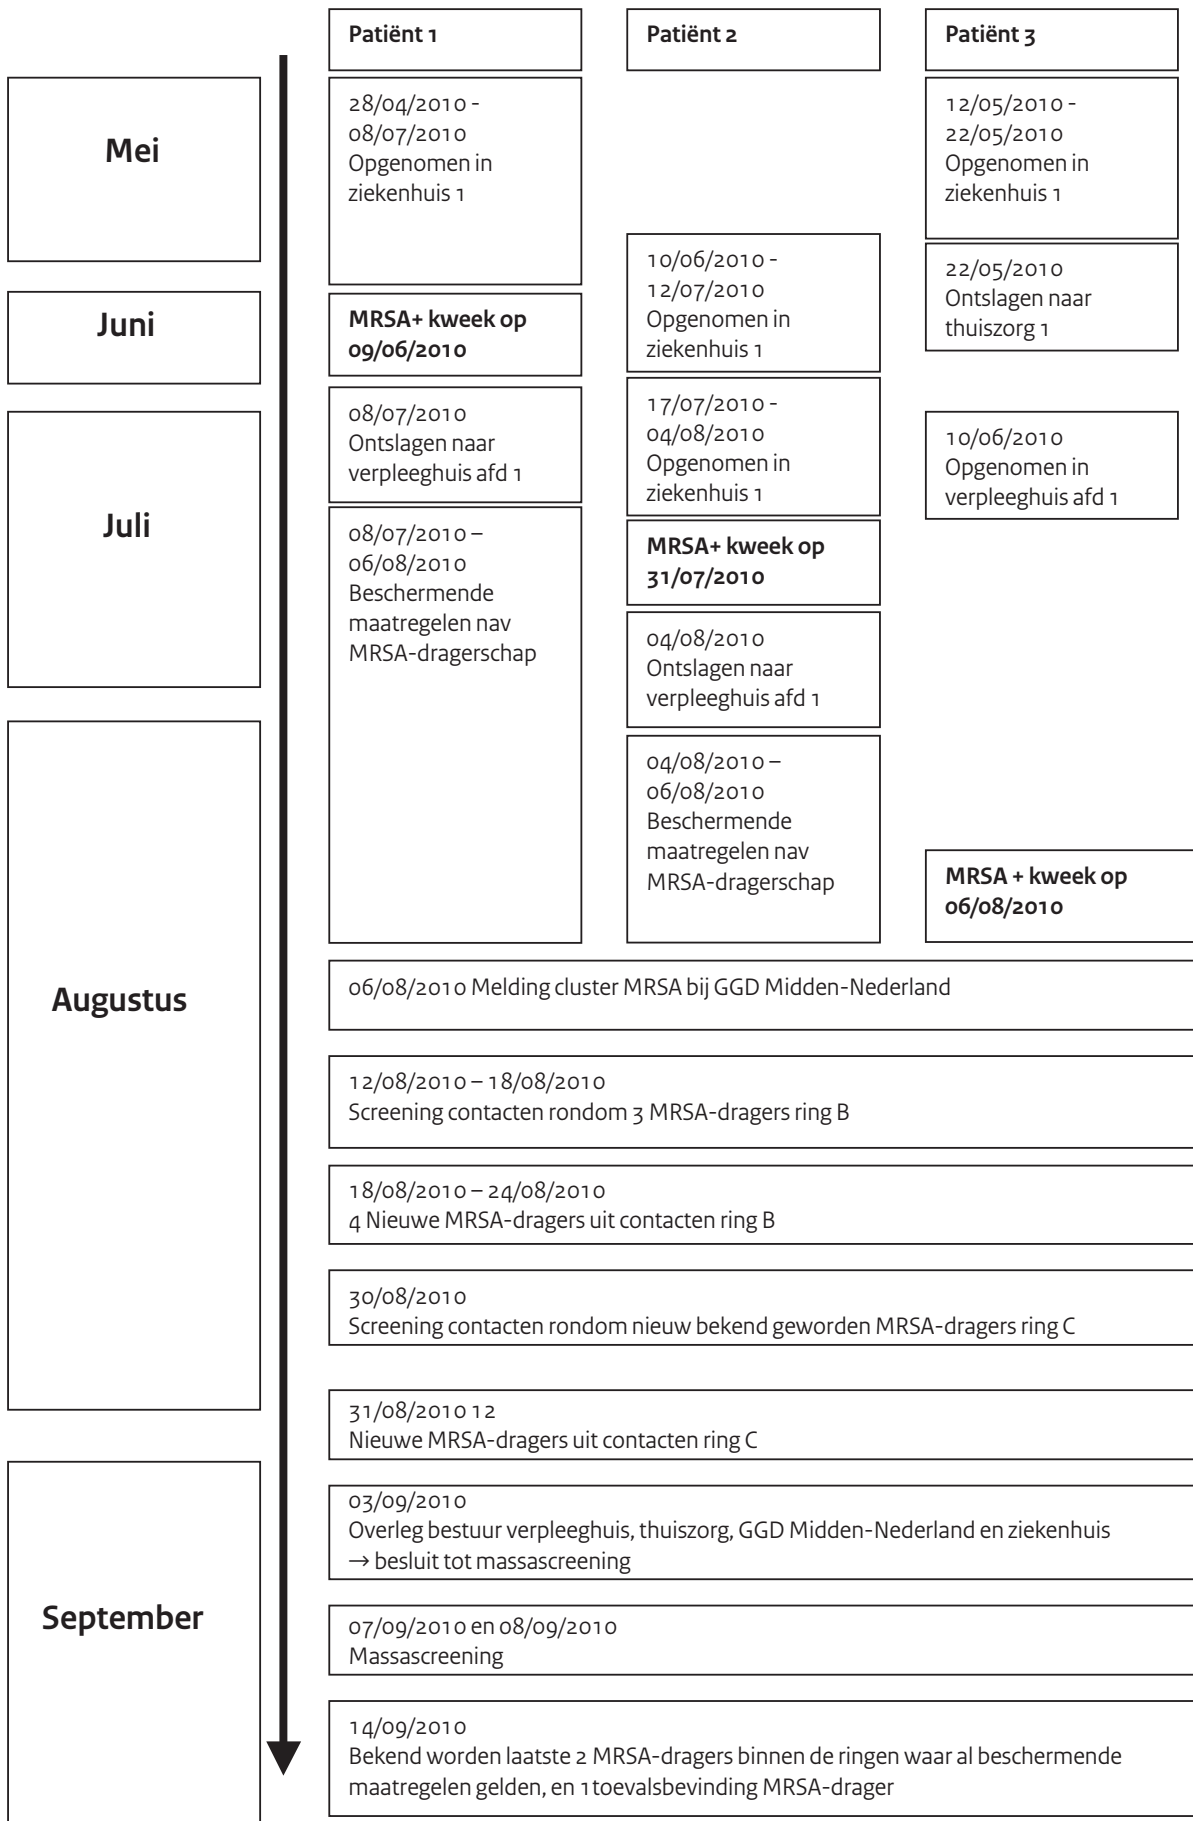 Patiënt 1
Patiënt 2
Patiënt 3
Mei
28/04/2010 -
08/07/2010
Opgenomen in
ziekenhuis 1
12/05/2010 -
22/05/2010
Opgenomen in
ziekenhuis 1
10/06/2010 -
12/07/2010
Opgenomen in
ziekenhuis 1
22/05/2010
Ontslagen naar
thuiszorg 1
Juni
MRSA+ kweek op
09/06/2010
Juli
08/07/2010
Ontslagen naar
verpleeghuis afd 1
17/07/2010 -
04/08/2010
Opgenomen in
ziekenhuis 1
10/06/2010
Opgenomen in
verpleeghuis afd 1
08/07/2010 –
06/08/2010
Beschermende
maatregelen nav
MRSA-dragerschap
MRSA+ kweek op
31/07/2010
04/08/2010
Ontslagen naar
verpleeghuis afd 1
04/08/2010 –
06/08/2010
Beschermende
maatregelen nav
MRSA-dragerschap
MRSA + kweek op
06/08/2010
Augustus
06/08/2010 Melding cluster MRSA bij GGD Midden-Nederland
12/08/2010 – 18/08/2010
Screening contacten rondom 3 MRSA-dragers ring B
18/08/2010 – 24/08/2010
4 Nieuwe MRSA-dragers uit contacten ring B
30/08/2010
Screening contacten rondom nieuw bekend geworden MRSA-dragers ring C
31/08/2010 12
Nieuwe MRSA-dragers uit contacten ring C
September
03/09/2010
Overleg bestuur verpleeghuis, thuiszorg, GGD Midden-Nederland en ziekenhuis
→ besluit tot massascreening
07/09/2010 en 08/09/2010
Massascreening
14/09/2010
Bekend worden laatste 2 MRSA-dragers binnen de ringen waar al beschermende
maatregelen gelden, en 1 toevalsbevinding MRSA-drager